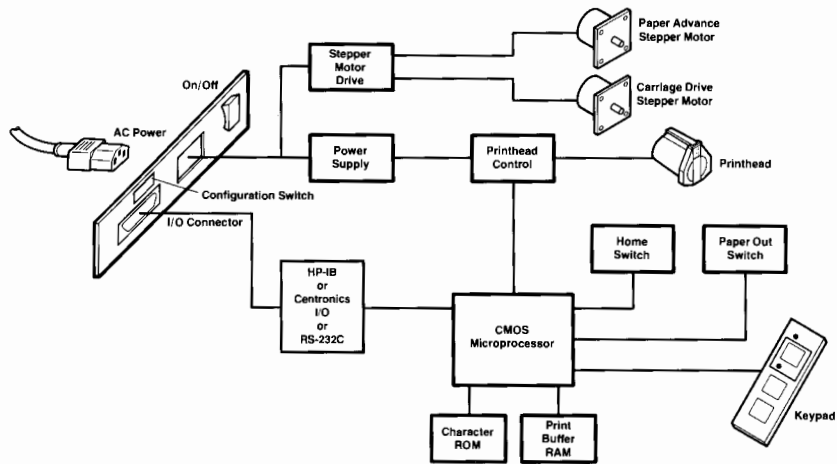 Paper Advance
Stepper Motor
Stepper
Motor
Drive
On/Off
Carriage Drive
Stepper Motor
AC Power
Power
Supply
Printhead
Control
Printhead
Configuration Switch
I/O Connector
Home
Switch
Paper Out
Switch
HP-IB
or
Centronics
I/O
or
RS-232C
CMOS
Microprocessor
Keypad
Character
ROM
Print
Buffer
RAM